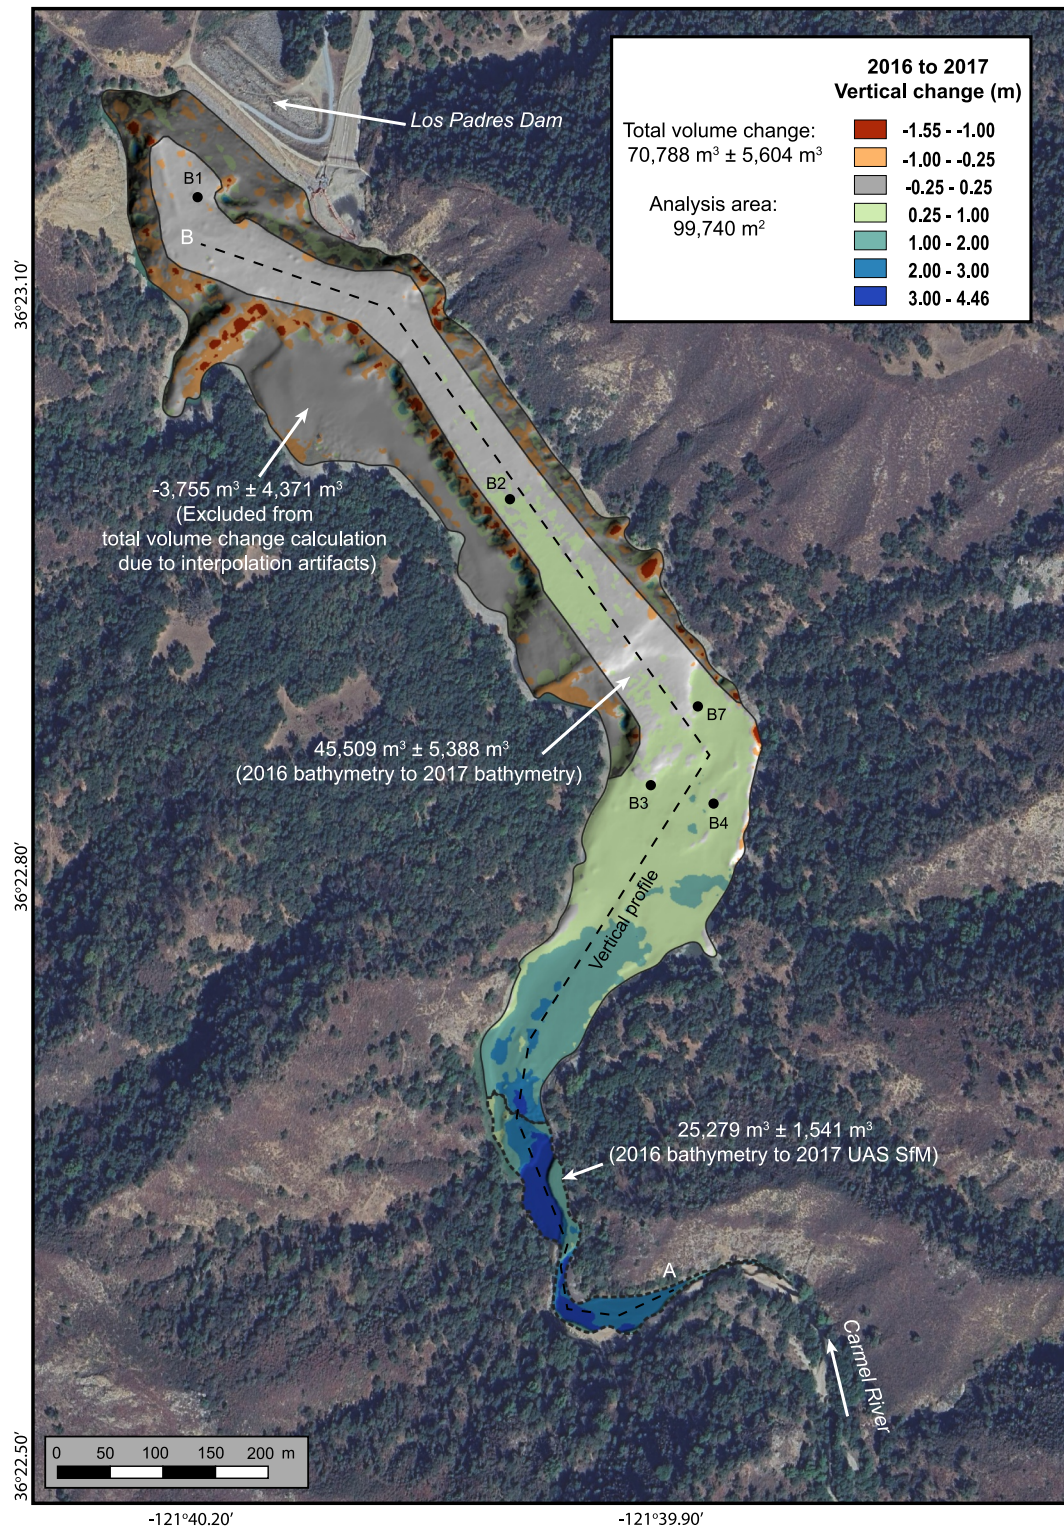 2016 to 2017
Vertical change (m)
Total volume change:
70,788 m³ ± 5,604 m³
Analysis area:
99,740 m²
-1.55 - -1.00
-1.00 - -0.25
-0.25 - 0.25
0.25 - 1.00
1.00 - 2.00
2.00 - 3.00
3.00 - 4.46
Los Padres Dam
B1
B
36°23.10'
B2
-3,755 m³ ± 4,371 m³
(Excluded from
total volume change calculation
due to interpolation artifacts)
B7
45,509 m³ ± 5,388 m³
(2016 bathymetry to 2017 bathymetry)
B3
B4
36°22.80'
Vertical profile
25,279 m³ ± 1,541 m³
(2016 bathymetry to 2017 UAS SfM)
A
Carmel River
36°22.50'
0 50 100 150 200 m
-121°40.20'
-121°39.90'